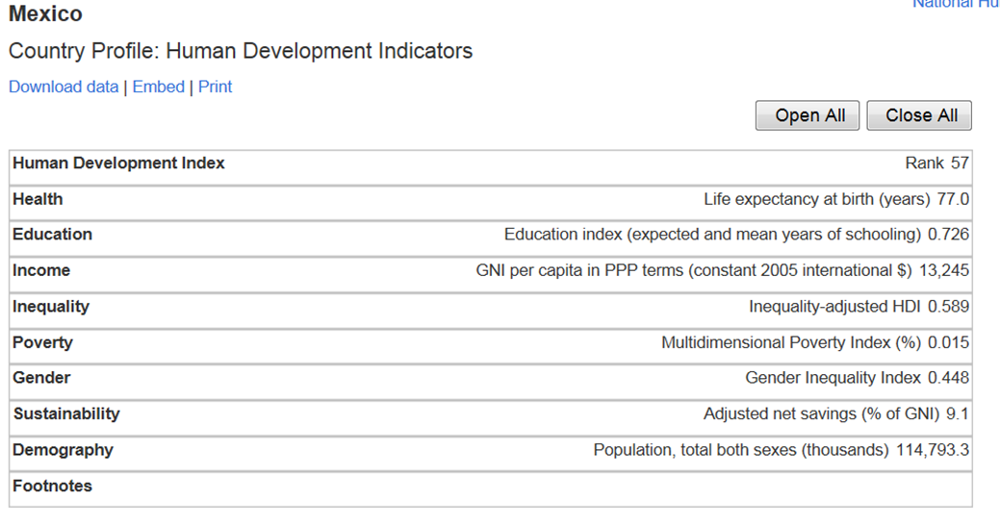 National Hu
Mexico
Country Profile: Human Development Indicators
Download data | Embed | Print
Open All Close All
Human Development Index Rank 57
Health Life expectancy at birth (years) 77.0
Education Education index (expected and mean years of schooling) 0.726
Income GNI per capita in PPP terms (constant 2005 international $) 13,245
Inequality Inequality-adjusted HDI 0.589
Poverty Multidimensional Poverty Index (%) 0.015
Gender Gender Inequality Index 0.448
Sustainability Adjusted net savings (% of GNI) 9.1
Demography Population, total both sexes (thousands) 114,793.3
Footnotes